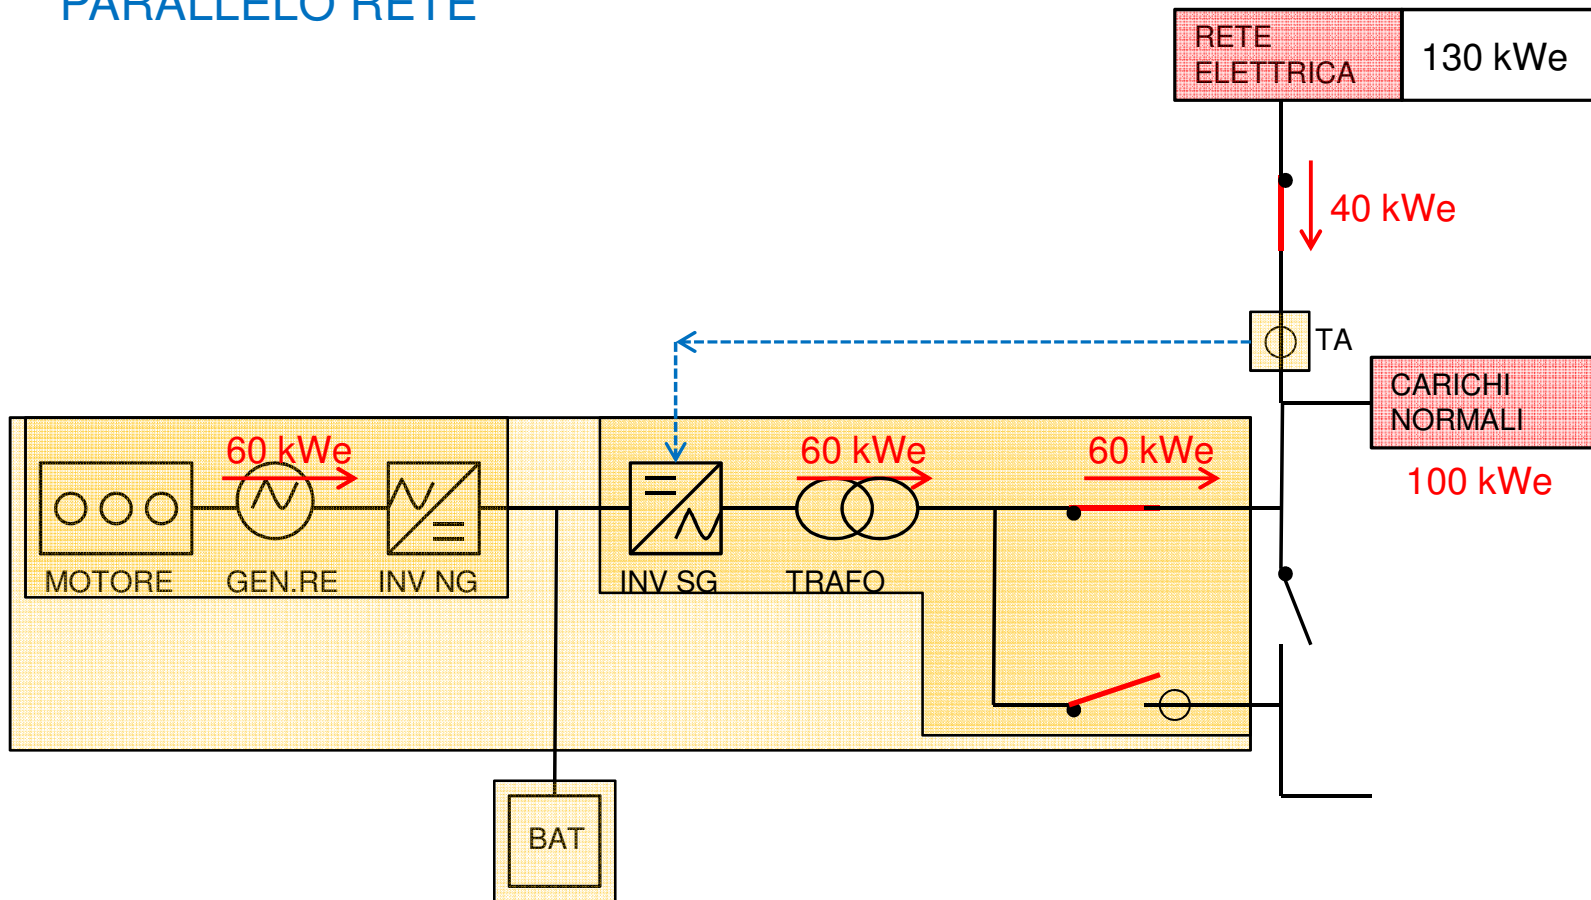 PARALLELO RETE
RETE
ELETTRICA
130 kWe
40 kWe
TA
CARICHI
NORMALI
100 kWe
60 kWe
60 kWe
60 kWe
MOTORE
GEN.RE
INV NG
INV SG
TRAFO
BAT